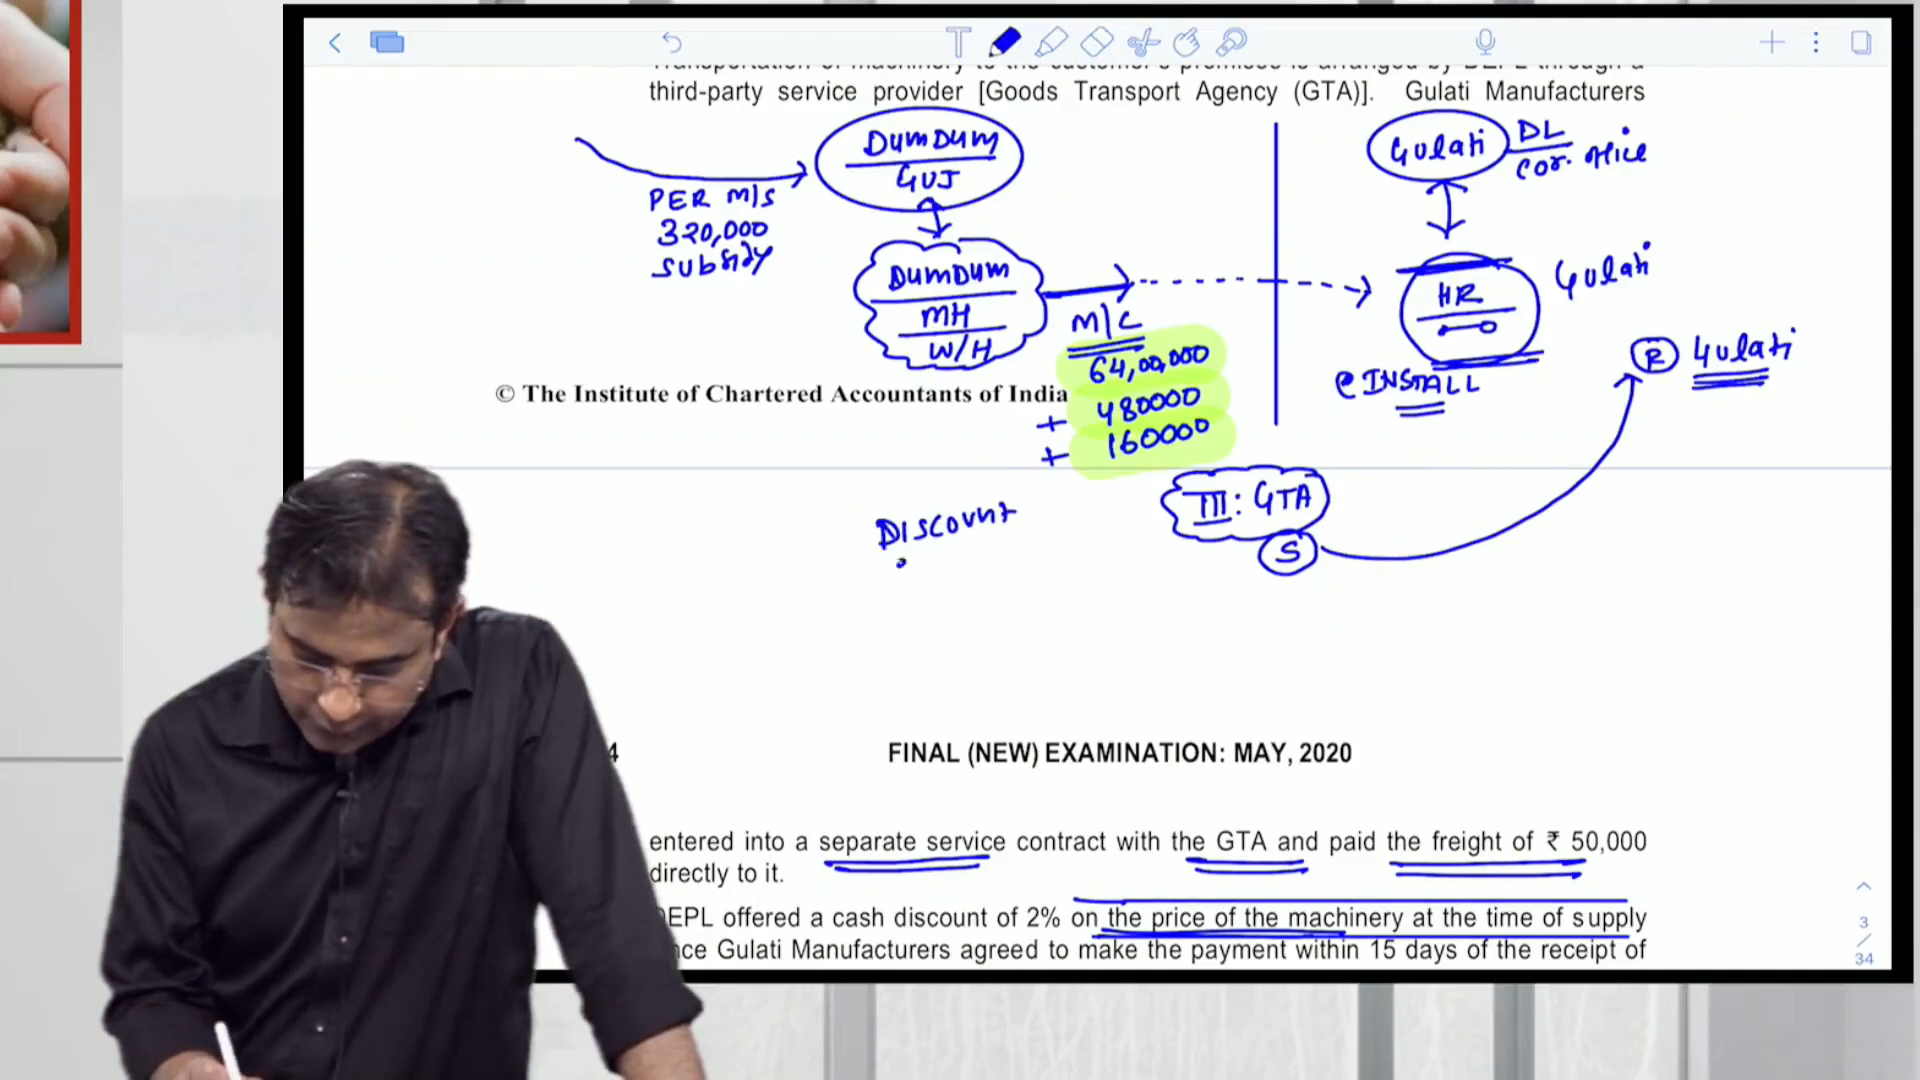 third-party service provider [Goods Transport Agency (GTA)]. Gulati Manufacturers
DUMDUM
GUJ
PER M/S
320,000
subsidy
DUMDUM
MH
W/H
M/C
64,00,000
+ 480000
+ 160000
Gulati DL
cor. office
HR
Gulati
@INSTALL
R Gulati
© The Institute of Chartered Accountants of India
III: GTA
S
DISCOUNT
4
FINAL (NEW) EXAMINATION: MAY, 2020
entered into a separate service contract with the GTA and paid the freight of ₹ 50,000
directly to it.
EPL offered a cash discount of 2% on the price of the machinery at the time of supply
nce Gulati Manufacturers agreed to make the payment within 15 days of the receipt of
3
/
34